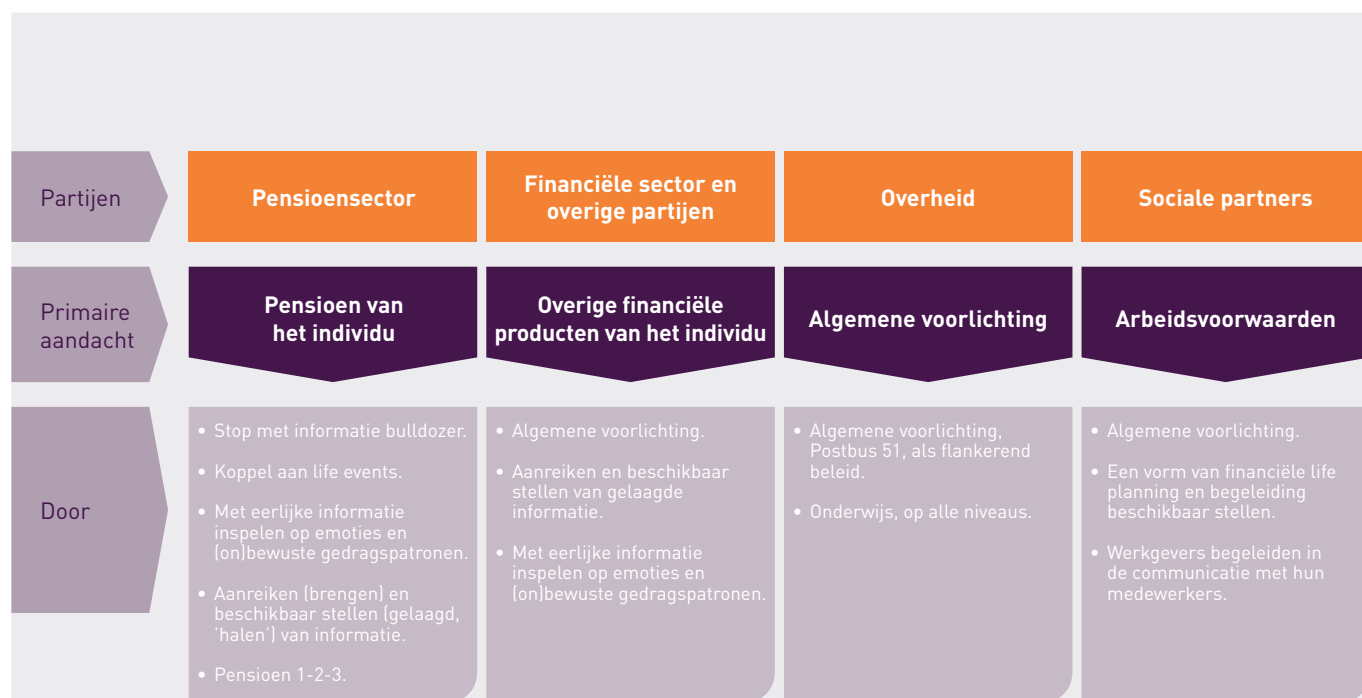 Partijen
Pensioensector
Financiële sector en
overige partijen
Overheid
Sociale partners
Primaire
aandacht
Pensioen van
het individu
Overige financiële
producten van het individu
Algemene voorlichting
Arbeidsvoorwaarden
Door
• Stop met informatie bulldozer.
• Koppel aan life events.
• Met eerlijke informatie
inspelen op emoties en
(on)bewuste gedragspatronen.
• Aanreiken (brengen) en
beschikbaar stellen (gelaagd,
‘halen’) van informatie.
• Pensioen 1-2-3.
• Algemene voorlichting.
• Aanreiken en beschikbaar
stellen van gelaagde
informatie.
• Met eerlijke informatie
inspelen op emoties en
(on)bewuste gedragspatronen.
• Algemene voorlichting,
Postbus 51, als flankerend
beleid.
• Onderwijs, op alle niveaus.
• Algemene voorlichting.
• Een vorm van financiële life
planning en begeleiding
beschikbaar stellen.
• Werkgevers begeleiden in
de communicatie met hun
medewerkers.